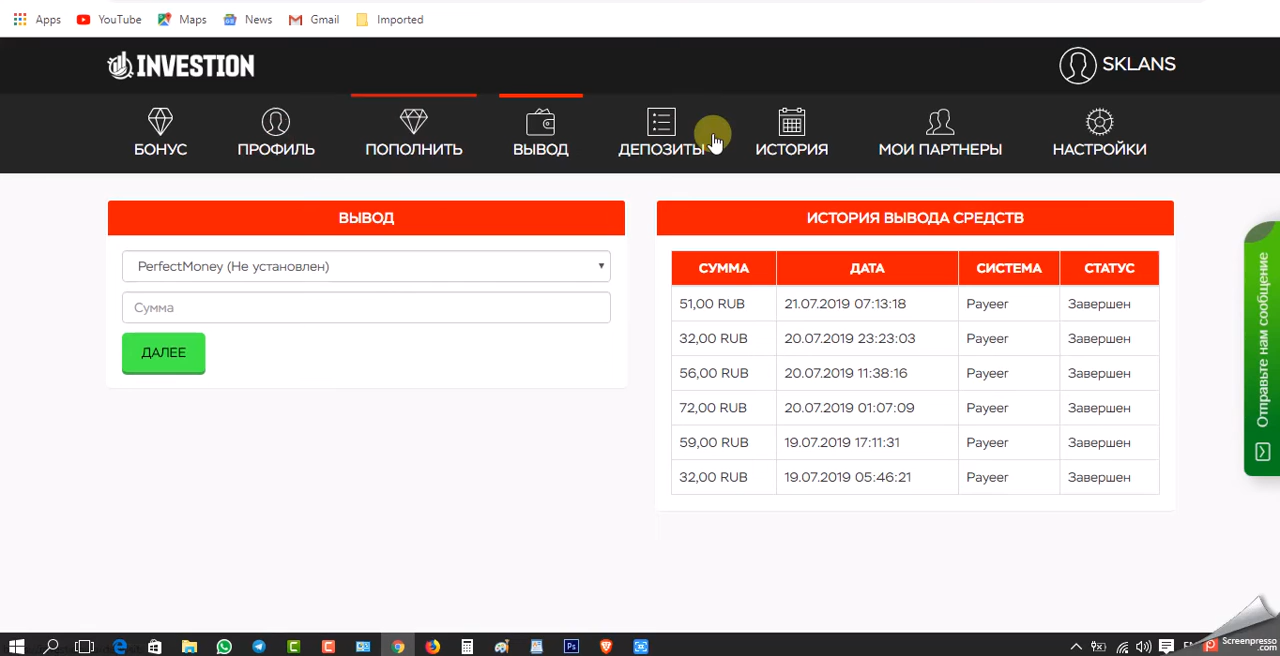 Apps YouTube Maps News Gmail Imported
INVESTION
SKLANS
БОНУС ПРОФИЛЬ ПОПОЛНИТЬ ВЫВОД ДЕПОЗИТЫ ИСТОРИЯ МОИ ПАРТНЕРЫ НАСТРОЙКИ
ВЫВОД
PerfectMoney (Не установлен)
Сумма
ДАЛЕЕ
ИСТОРИЯ ВЫВОДА СРЕДСТВ
СУММА ДАТА СИСТЕМА СТАТУС
51,00 RUB 21.07.2019 07:13:18 Payeer Завершен
32,00 RUB 20.07.2019 23:23:03 Payeer Завершен
56,00 RUB 20.07.2019 11:38:16 Payeer Завершен
72,00 RUB 20.07.2019 01:07:09 Payeer Завершен
59,00 RUB 19.07.2019 17:11:31 Payeer Завершен
32,00 RUB 19.07.2019 05:46:21 Payeer Завершен
Отправьте нам сообщение
Ps
Screenpresso
.com